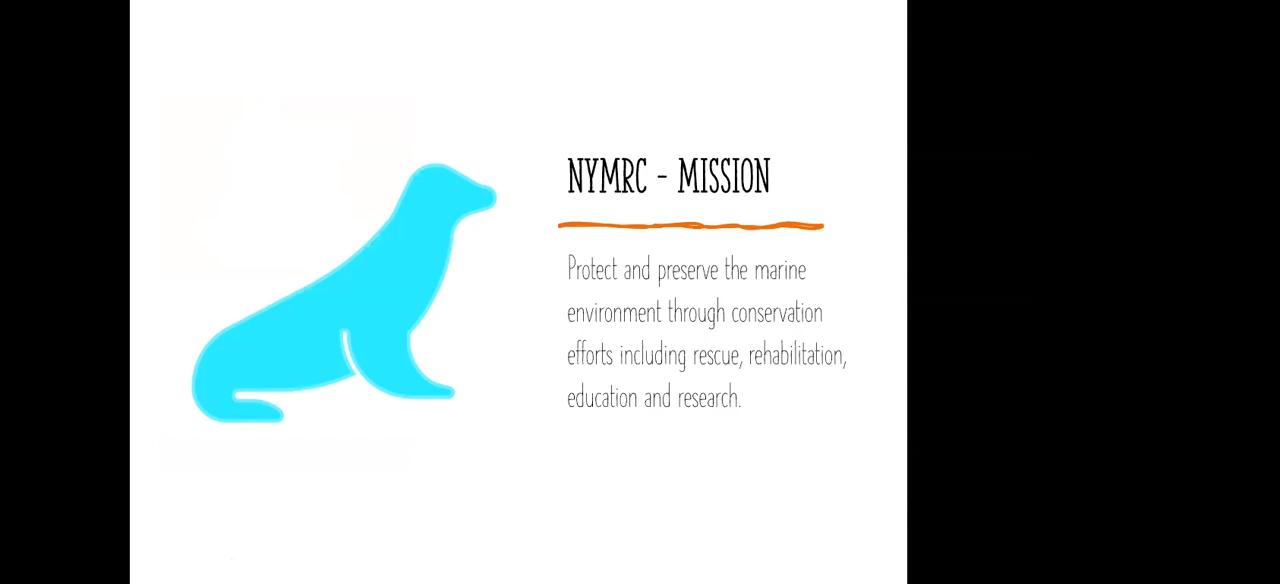 NYMRC - MISSION
Protect and preserve the marine
environment through conservation
efforts including rescue, rehabilitation,
education and research.